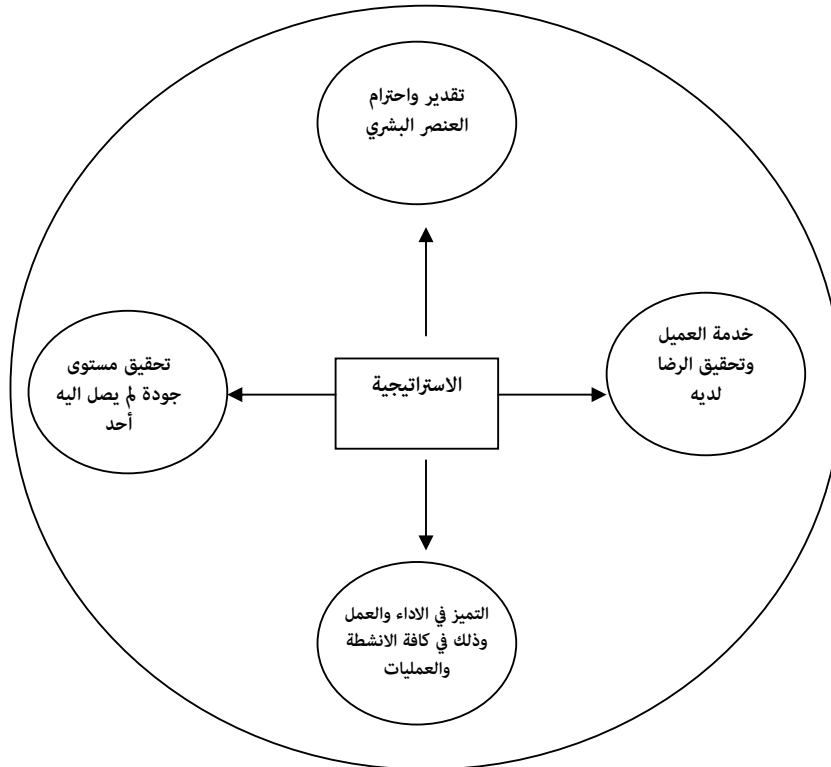 تقدير واحترام
العنصر البشري
خدمة العميل
وتحقيق الرضا
لديه
الاستراتيجية
تحقيق مستوى
جودة لم يصل اليه
أحد
التميز في الاداء والعمل
وذلك في كافة الانشطة
والعمليات